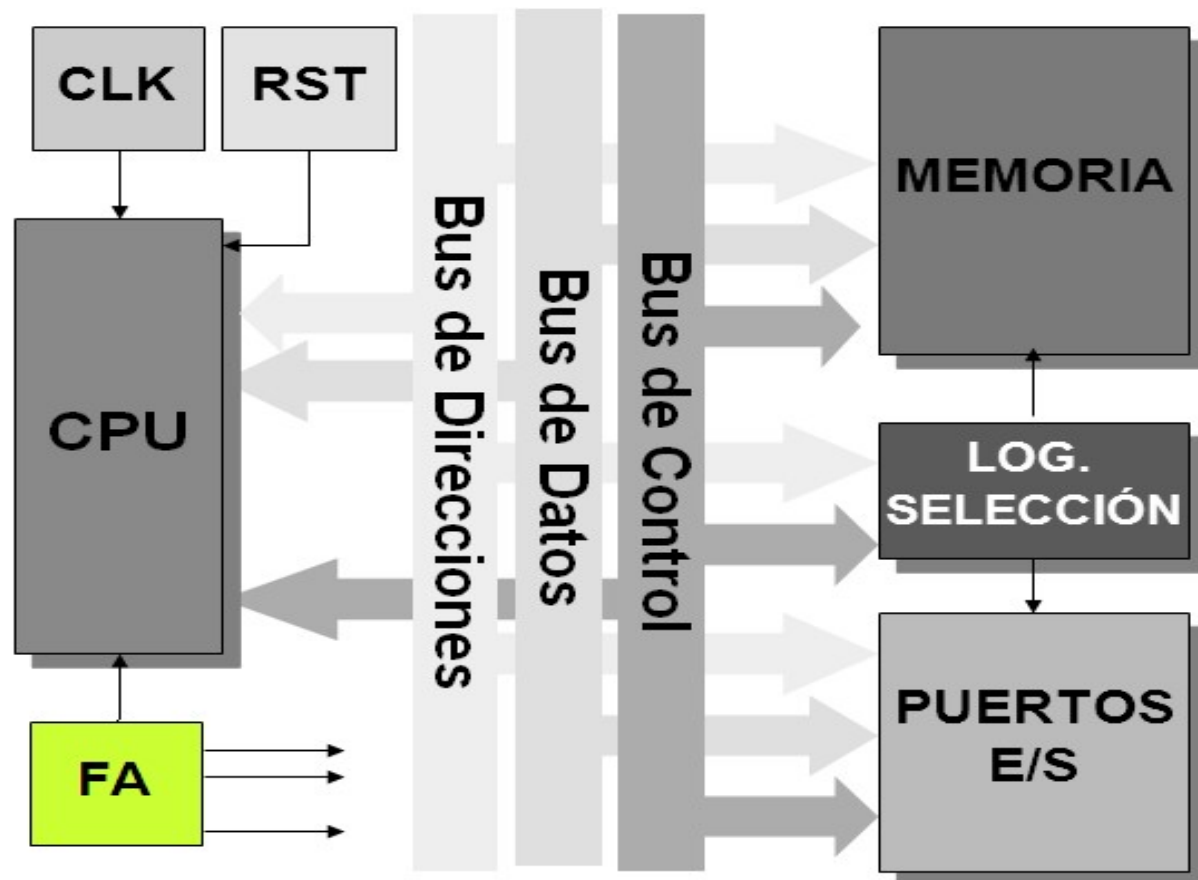 CLK
RST
CPU
FA
Bus de Direcciones
Bus de Datos
Bus de Control
MEMORIA
LOG.
SELECCIÓN
PUERTOS
E/S